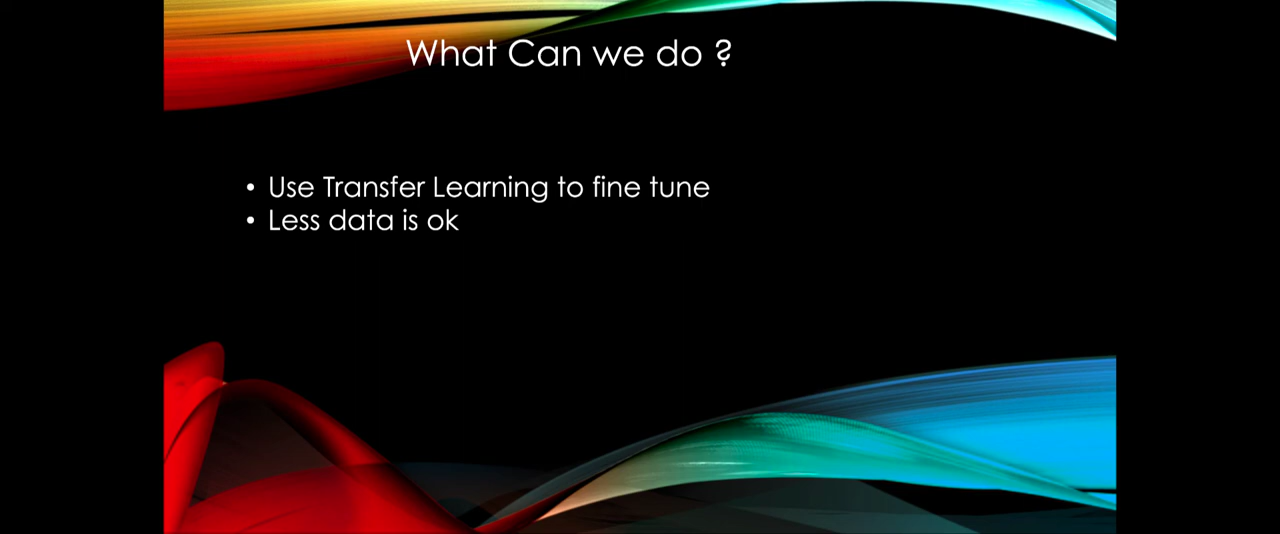 What Can we do ?
• Use Transfer Learning to fine tune
• Less data is ok